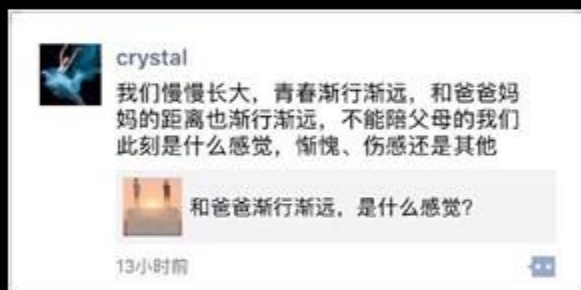 crystal
我们慢慢长大，青春渐行渐远，和爸爸妈
妈的距离也渐行渐远，不能陪父母的我们
此刻是什么感觉，惭愧、伤感还是其他
和爸爸渐行渐远，是什么感觉？
13小时前